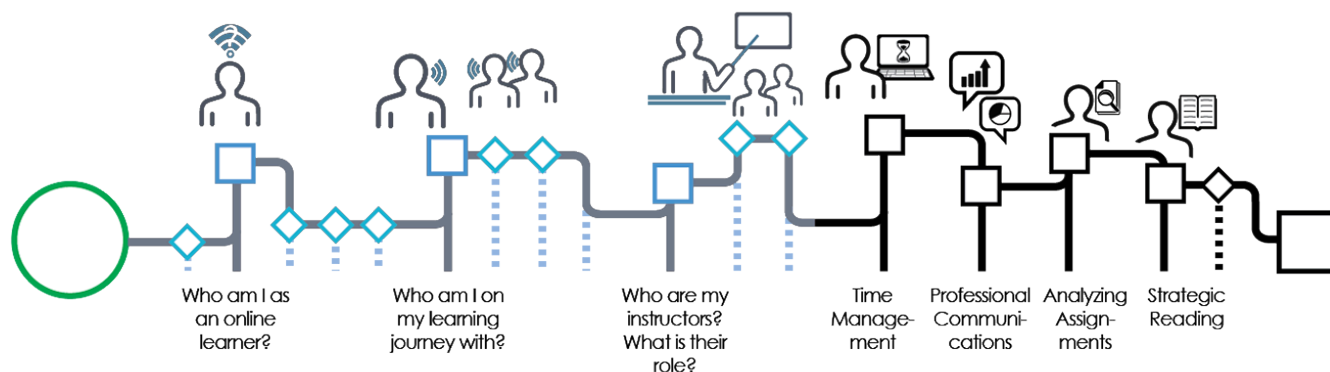 Who am I as
an online
learner?
Who am I on
my learning
journey with?
Who are my
instructors?
What is their
role?
Time
Manage-
ment
Professional
Communi-
cations
Analyzing
Assign-
ments
Strategic
Reading